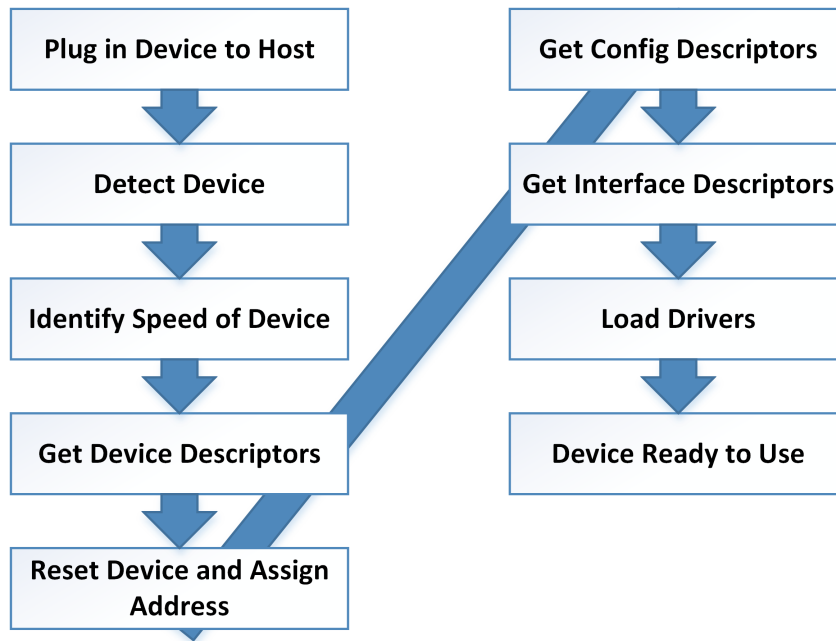 Plug in Device to Host
Detect Device
Identify Speed of Device
Get Device Descriptors
Reset Device and Assign
Address
Get Config Descriptors
Get Interface Descriptors
Load Drivers
Device Ready to Use